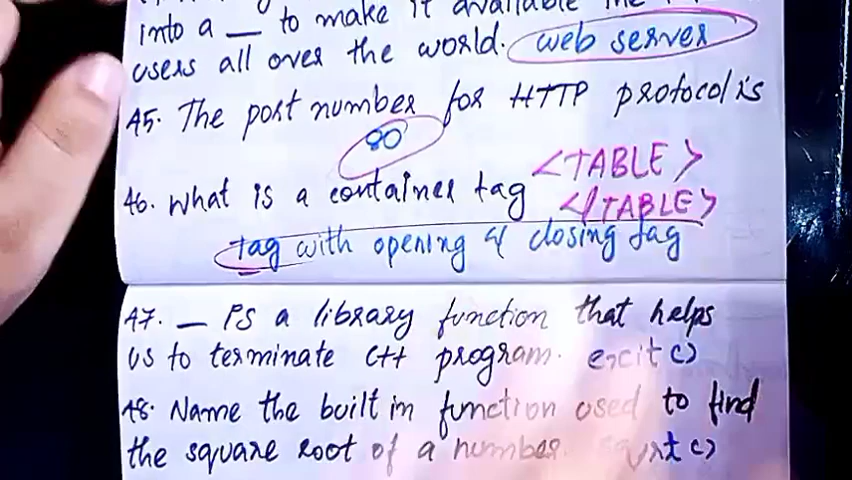 into a __ to make it available
users all over the world. web server
45. The port number for HTTP protocol is
80
46. What is a container tag <TABLE>
</TABLE>
tag with opening & closing tag
47. __ Is a library function that helps
us to terminate C++ program. exit()
48. Name the built in function used to find
the square root of a number. sqrt()